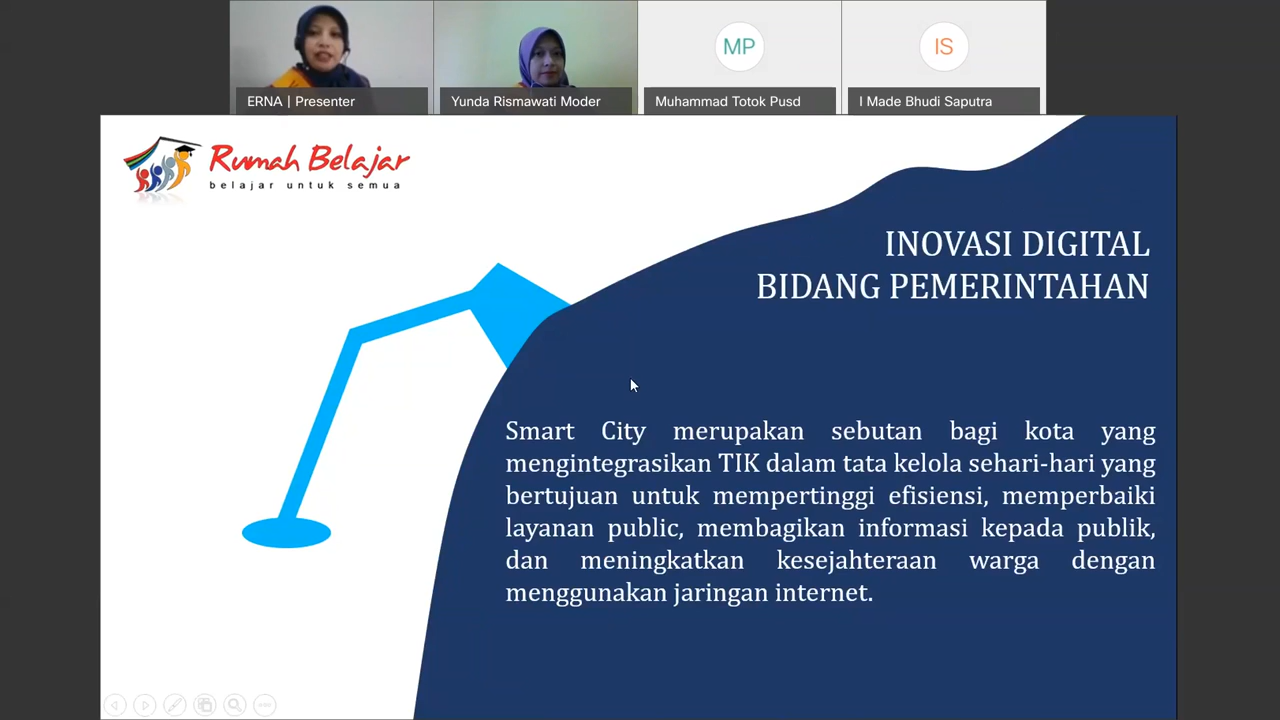 ERNA | Presenter
Yunda Rismawati Moder
MP
Muhammad Totok Pusd
IS
I Made Bhudi Saputra
Rumah Belajar
belajar untuk semua
INOVASI DIGITAL
BIDANG PEMERINTAHAN
Smart City merupakan sebutan bagi kota yang
mengintegrasikan TIK dalam tata kelola sehari-hari yang
bertujuan untuk mempertinggi efisiensi, memperbaiki
layanan public, membagikan informasi kepada publik,
dan meningkatkan kesejahteraan warga dengan
menggunakan jaringan internet.